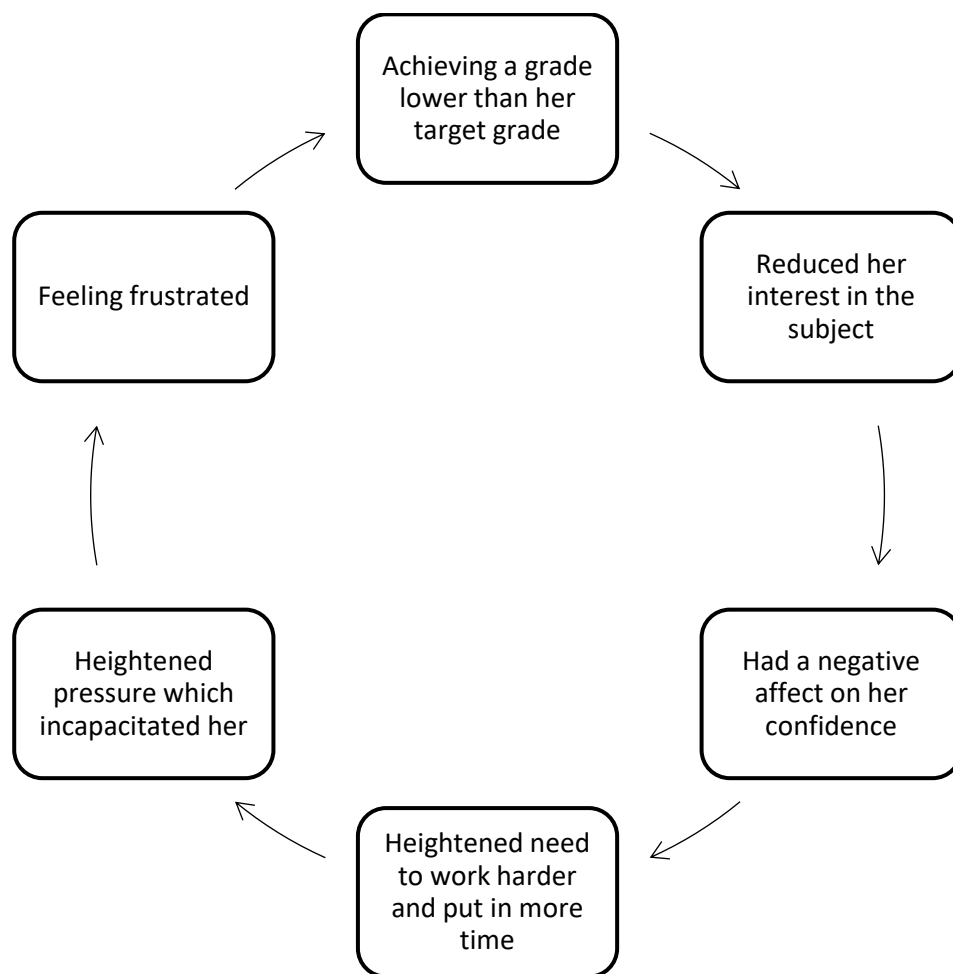 Achieving a grade
lower than her
target grade
Reduced her
interest in the
subject
Had a negative
affect on her
confidence
Heightened need
to work harder
and put in more
time
Heightened
pressure which
incapacitated her
Feeling frustrated